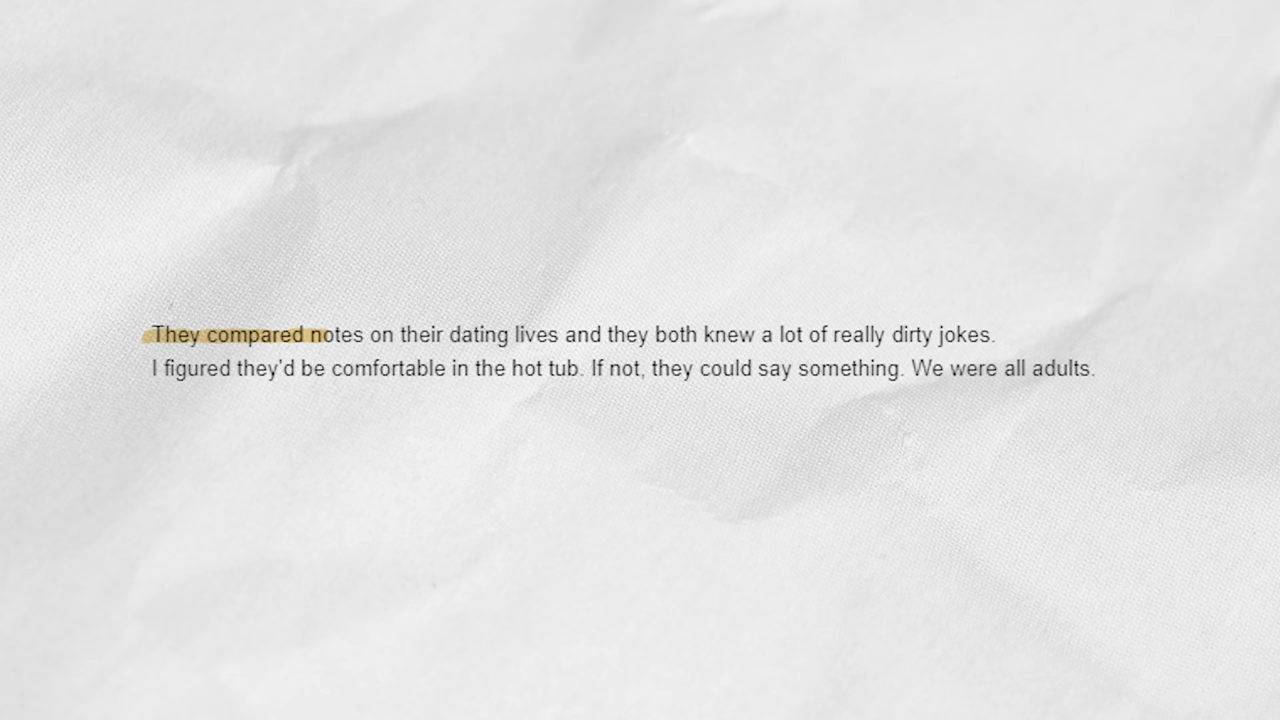 They compared notes on their dating lives and they both knew a lot of really dirty jokes.
I figured they'd be comfortable in the hot tub. If not, they could say something. We were all adults.